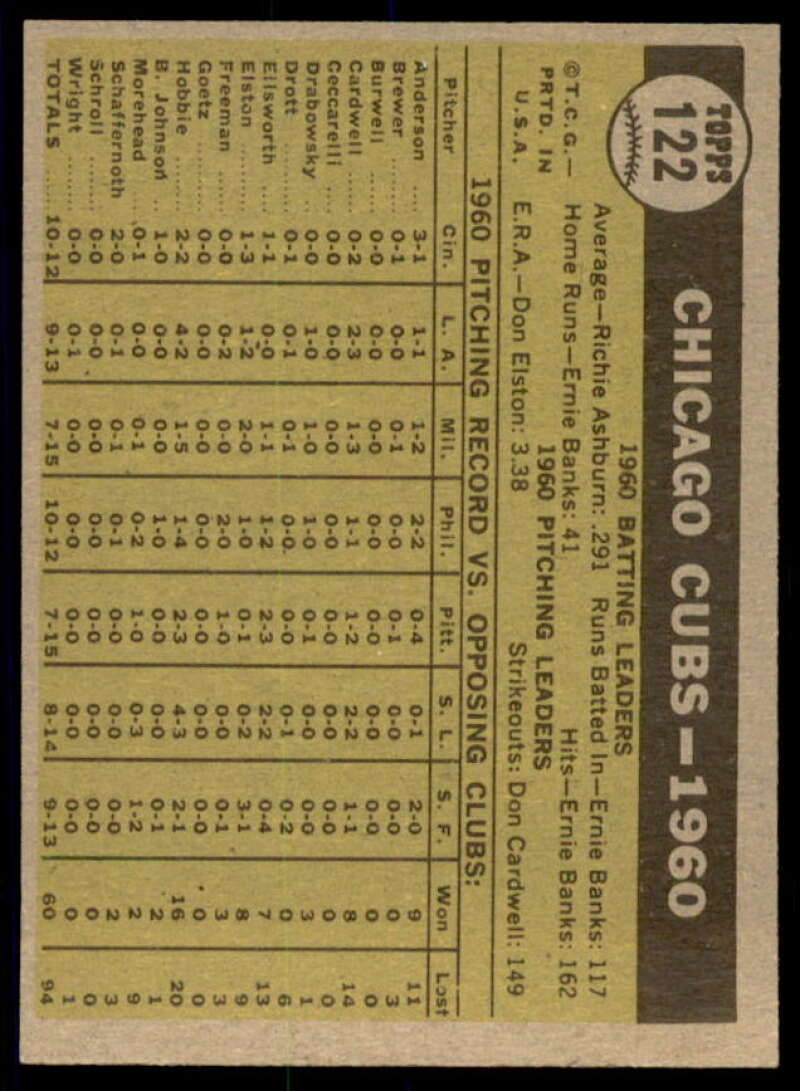 TOPPS
122
CHICAGO CUBS—1960
1960 BATTING LEADERS
Average—Richie Ashburn: .291 Runs Batted In—Ernie Banks: 117
Home Runs—Ernie Banks: 41 Hits—Ernie Banks: 162
1960 PITCHING LEADERS
E.R.A.—Don Elston: 3.38 Strikeouts: Don Cardwell: 149
© T.C.G.—
PRTD. IN
U.S.A.
1960 PITCHING RECORD VS. OPPOSING CLUBS:
Pitcher Cin. L. A. Mil. Phil. Pitt. S. L. S. F. Won Lost
Anderson .... 3-1 1-1 1-2 2-2 0-4 0-1 2-0 9 11
Brewer ........ 0-1 0-0 0-1 0-0 0-1 0-0 0-0 0 3
Burwell ...... 0-0 0-0 0-0 0-0 0-0 0-0 0-0 0 0
Cardwell ...... 0-2 2-3 1-3 1-1 1-2 2-2 1-1 8 14
Ceccarelli .... 0-0 0-0 0-0 0-0 0-0 0-0 0-0 0 0
Drabowsky .. 0-0 1-0 1-0 1-0 0-1 0-0 0-0 3 1
Drott .......... 0-1 0-1 0-1 0-0 0-0 0-1 0-2 0 6
Ellsworth .... 1-1 0-0 1-1 1-2 2-3 2-2 0-4 7 13
Elston ........ 1-3 1-2 2-0 1-0 0-1 0-2 3-1 8 9
Freeman ...... 0-0 0-2 0-0 2-0 1-0 0-0 0-1 3 3
Goetz .......... 0-0 0-0 0-0 0-0 0-0 0-0 0-0 0 0
Hobbie ........ 2-2 4-2 1-5 1-4 2-3 4-3 2-1 16 20
B. Johnson .. 1-0 0-0 0-0 1-0 0-0 0-0 0-1 2 1
Morehead ... 0-1 0-0 0-1 0-2 1-0 0-3 1-2 2 9
Schaffernoth 2-0 0-1 0-1 0-1 0-0 0-0 0-0 2 3
Schroll ........ 0-0 0-0 0-0 0-0 0-0 0-0 0-0 0 0
Wright ........ 0-0 0-1 0-0 0-0 0-0 0-0 0-0 0 1
TOTALS ..... 10-12 9-13 7-15 10-12 7-15 8-14 9-13 60 94